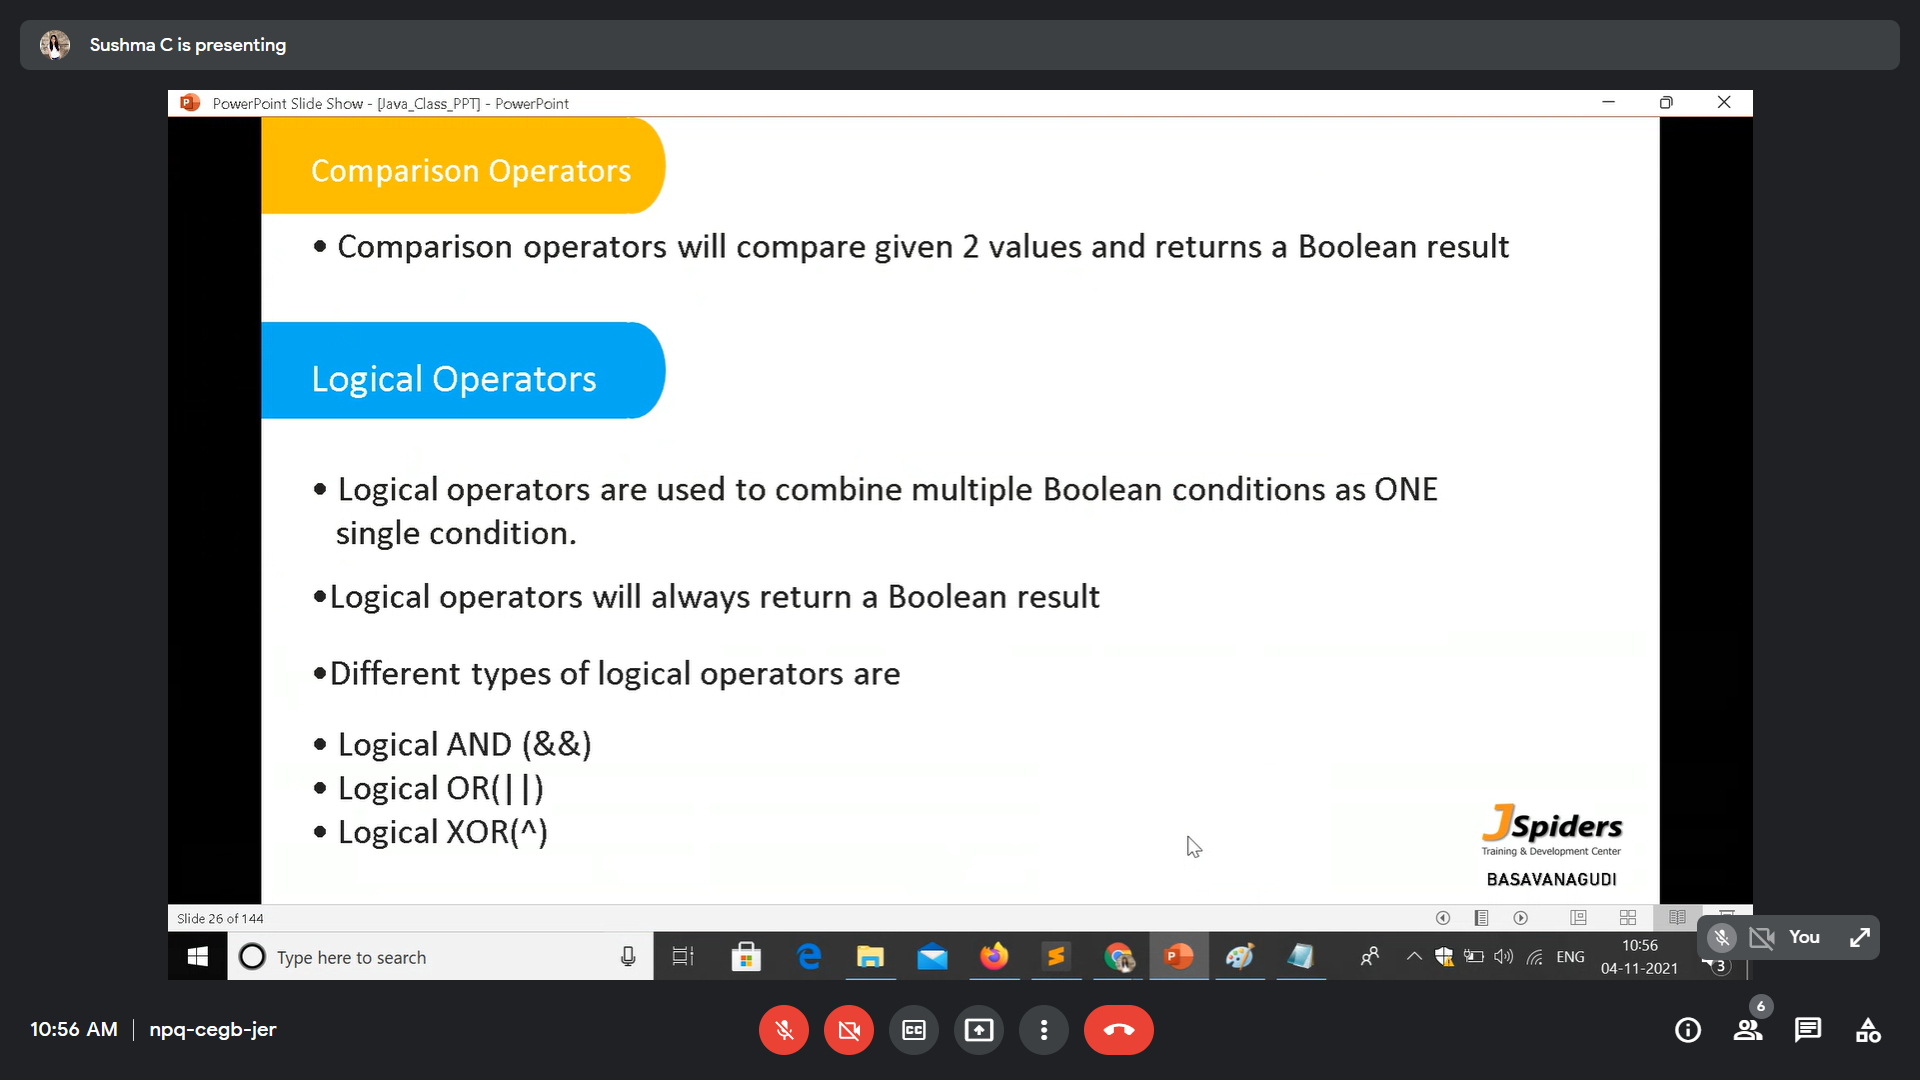 Sushma C is presenting
PowerPoint Slide Show - [Java_Class_PPT] - PowerPoint
Comparison Operators
• Comparison operators will compare given 2 values and returns a Boolean result
Logical Operators
• Logical operators are used to combine multiple Boolean conditions as ONE
single condition.
•Logical operators will always return a Boolean result
•Different types of logical operators are
• Logical AND (&&)
• Logical OR(||)
• Logical XOR(^)
JSpiders
Training & Development Center
BASAVANAGUDI
Slide 26 of 144
You
Type here to search
ENG
10:56
04-11-2021
3
10:56 AM | npq-cegb-jer
CC
6